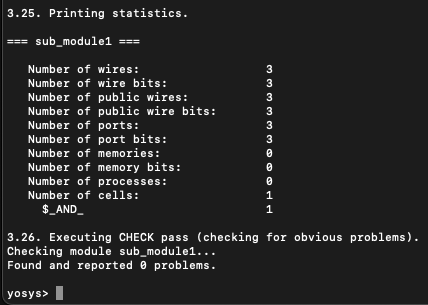 3.25. Printing statistics.
=== sub_module1 ===
Number of wires: 3
Number of wire bits: 3
Number of public wires: 3
Number of public wire bits: 3
Number of ports: 3
Number of port bits: 3
Number of memories: 0
Number of memory bits: 0
Number of processes: 0
Number of cells: 1
$_AND_ 1
3.26. Executing CHECK pass (checking for obvious problems).
Checking module sub_module1...
Found and reported 0 problems.
yosys>